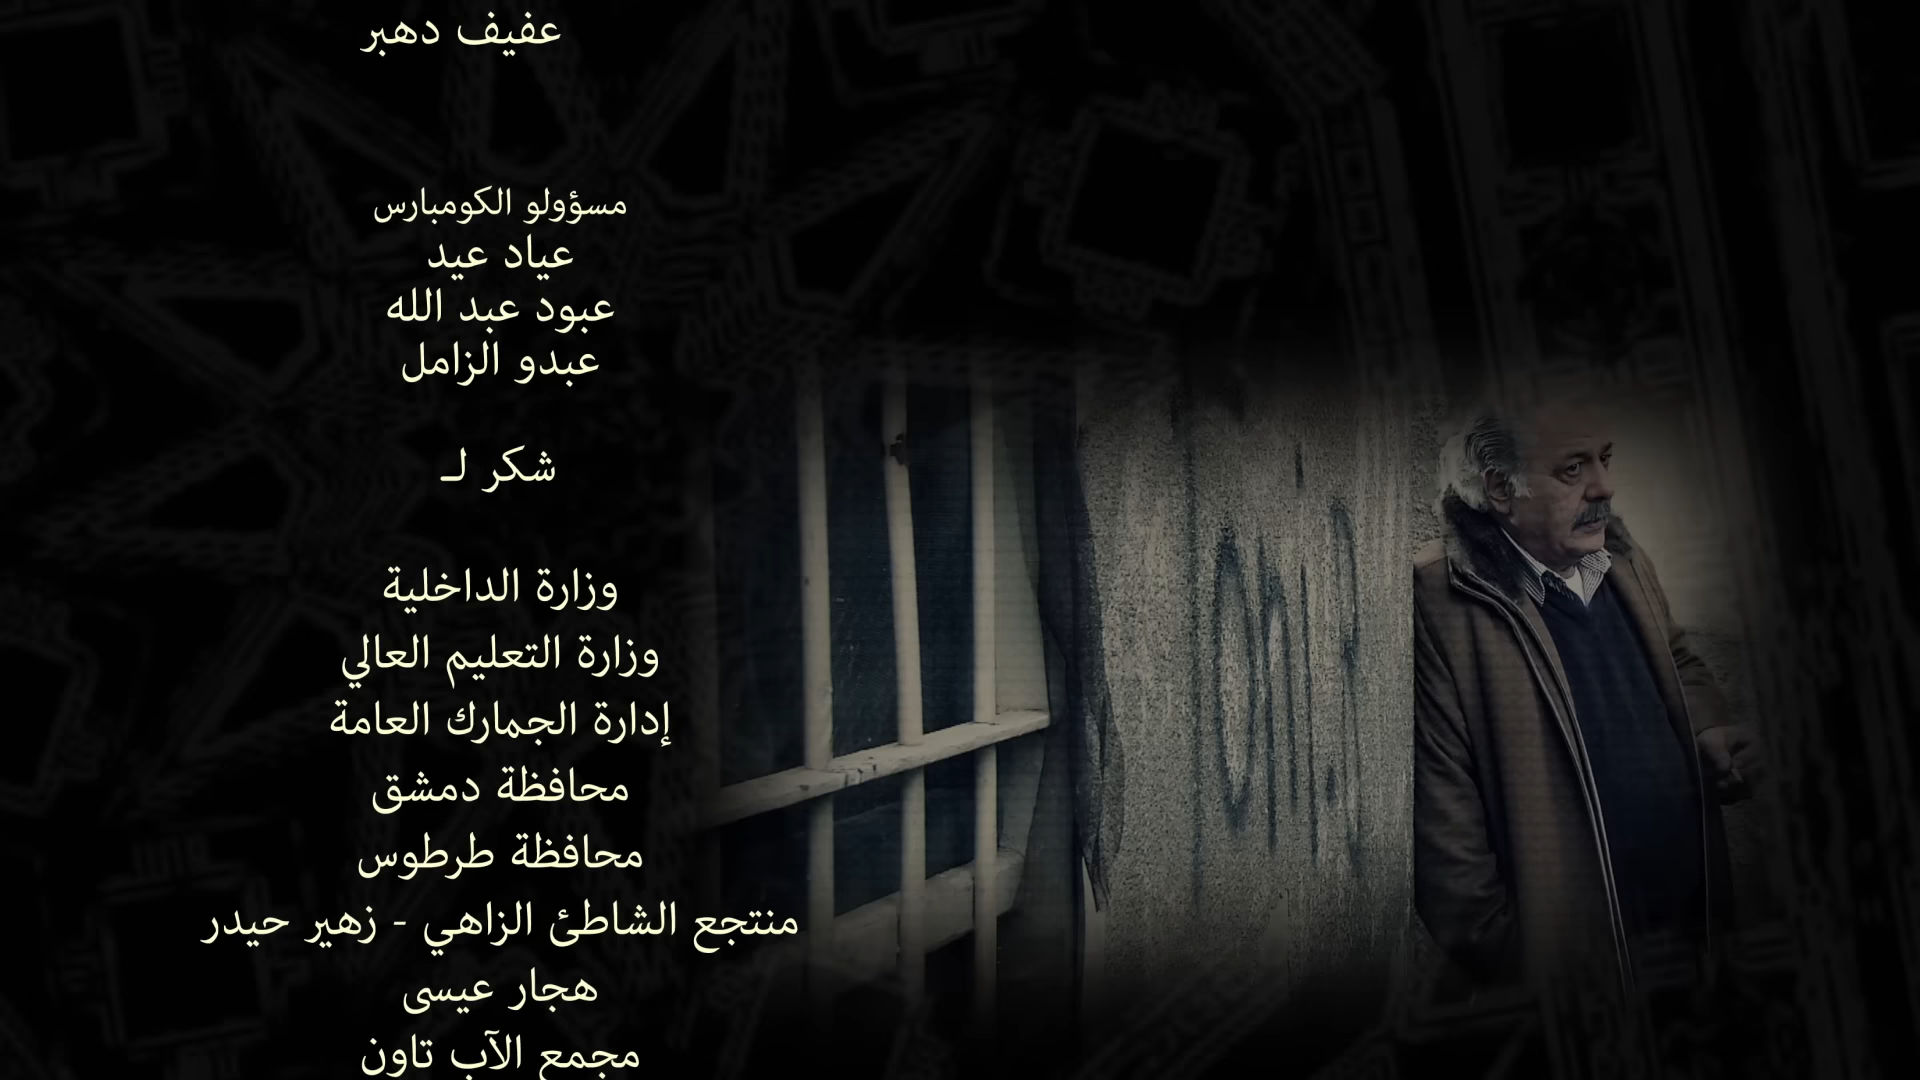 عفيف دهبر
مسؤولو الكومبارس
عياد عيد
عبود عبد الله
عبدو الزامل
شكر لـ
وزارة الداخلية
وزارة التعليم العالي
إدارة الجمارك العامة
محافظة دمشق
محافظة طرطوس
منتجع الشاطئ الزاهي - زهير حيدر
هجار عيسى
مجمع الآب تاون